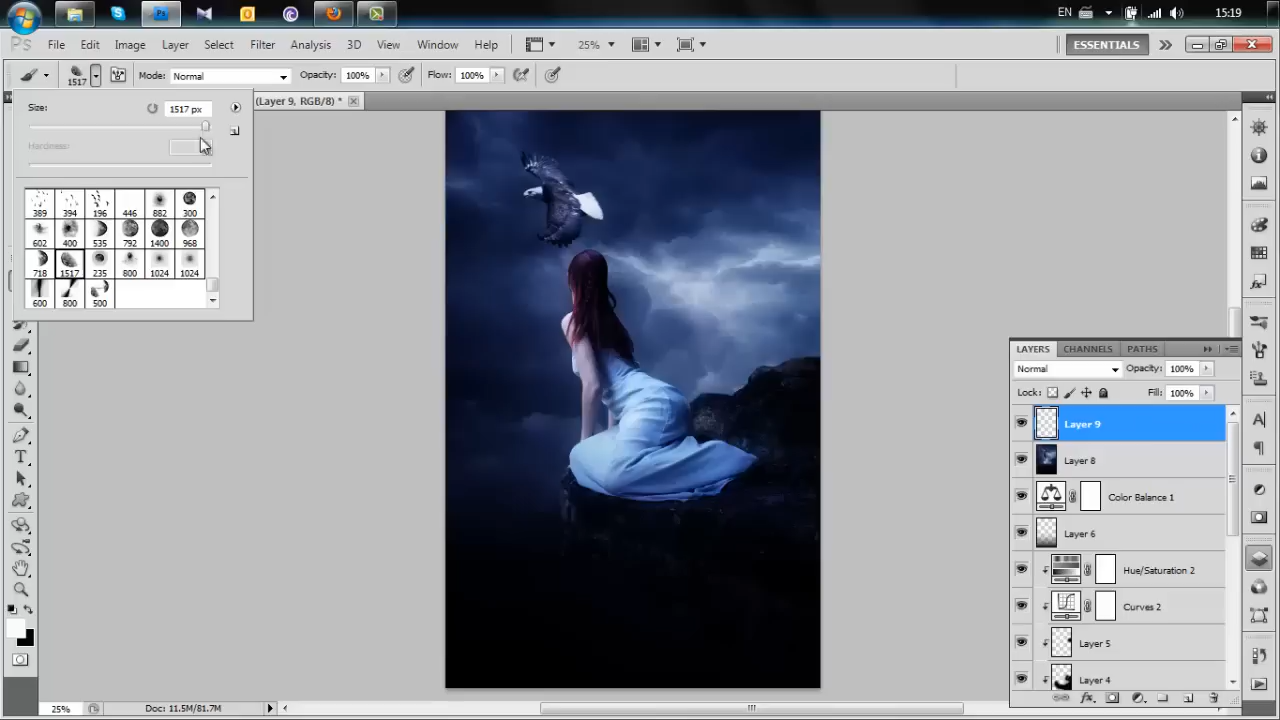 EN
15:19
Ps File Edit Image Layer Select Filter Analysis 3D View Window Help 25% ESSENTIALS
1517 Mode: Normal Opacity: 100% Flow: 100%
(Layer 9, RGB/8) *
Size: 1517 px
Hardness:
389 394 196 446 882 300
602 400 535 792 1400 968
718 1517 235 800 1024 1024
600 800 500
LAYERS CHANNELS PATHS
Normal Opacity: 100%
Lock: Fill: 100%
Layer 9
Layer 8
Color Balance 1
Layer 6
Hue/Saturation 2
Curves 2
Layer 5
Layer 4
25% Doc: 11.5M/81.7M